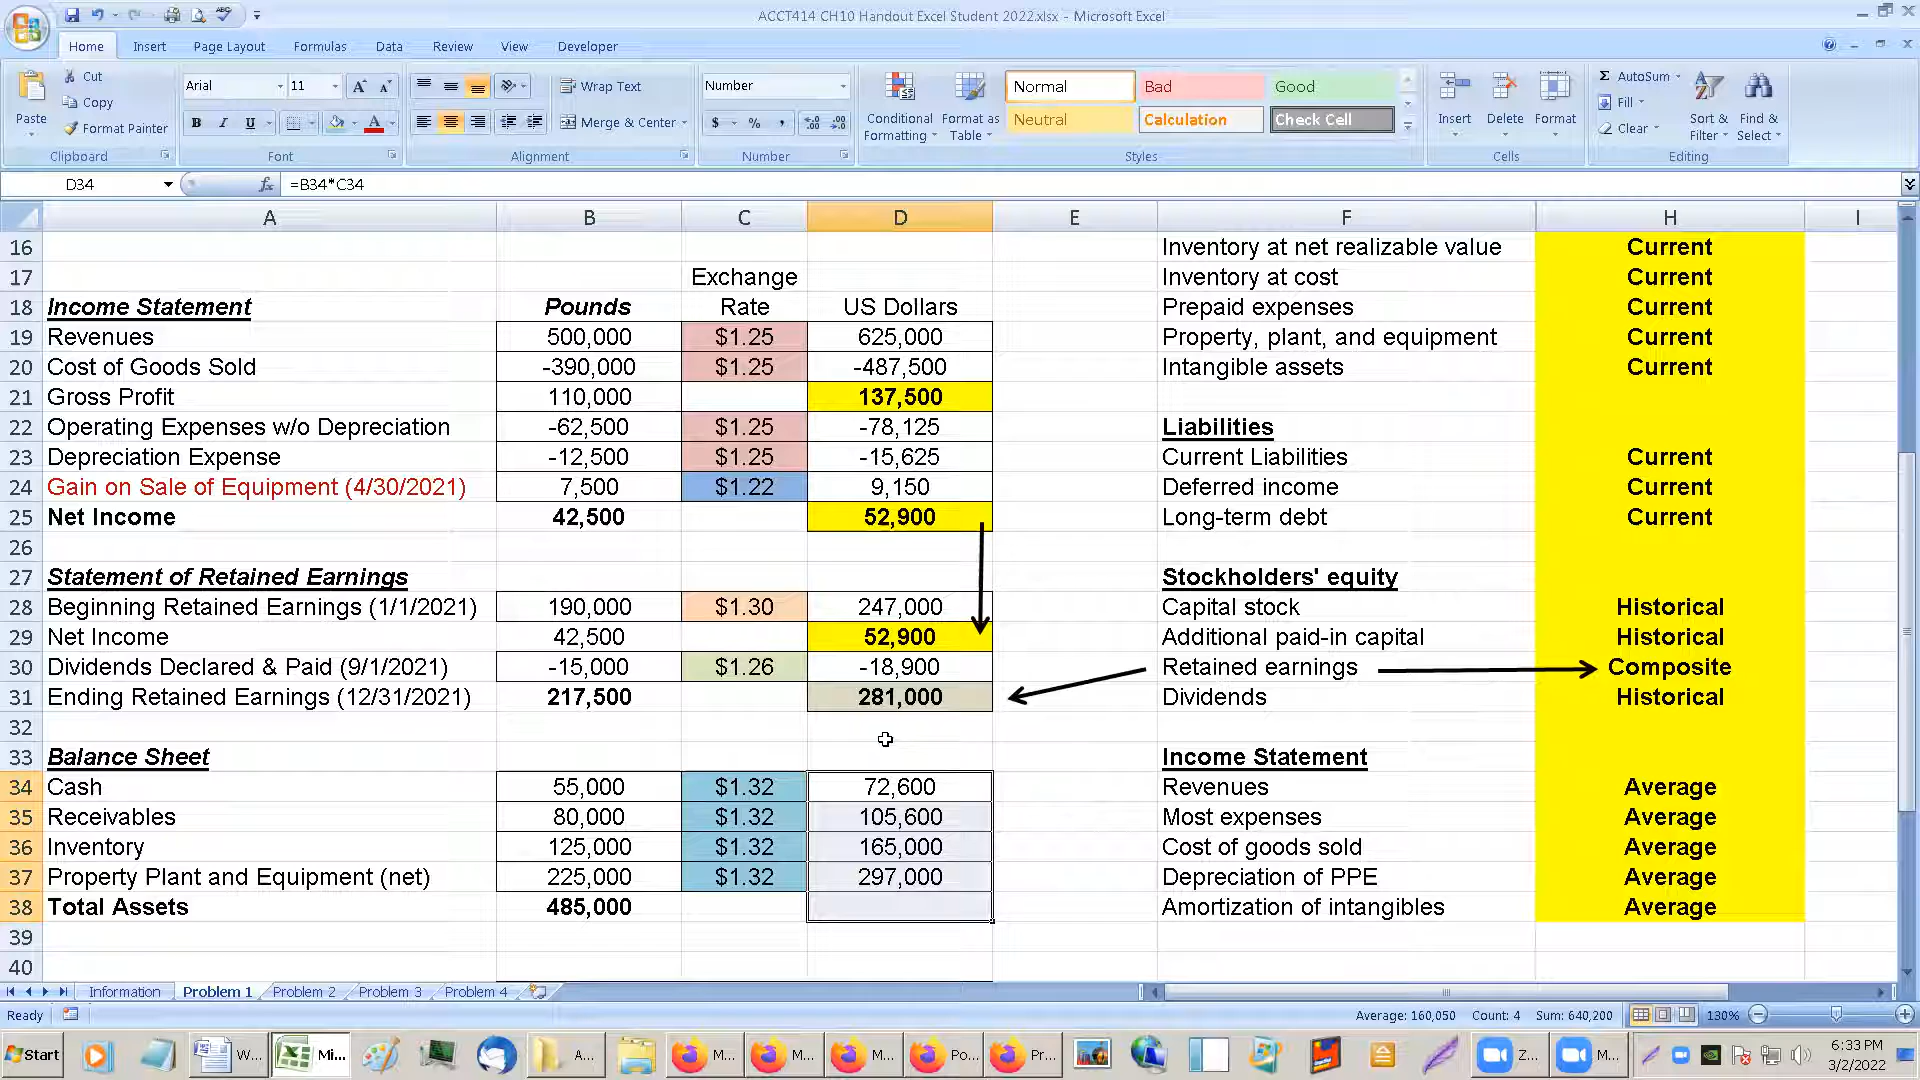 ACCT414 CH10 Handout Excel Student 2022.xlsx - Microsoft Excel
Home Insert Page Layout Formulas Data Review View Developer
Paste Cut Copy Format Painter Clipboard
Arial 11 B I U Font
Wrap Text Merge & Center Alignment
Number $ % , Number
Conditional Formatting Format as Table Normal Bad Good Neutral Calculation Check Cell Styles
Insert Delete Format Cells
AutoSum Fill Clear Sort & Filter Find & Select Editing
D34 fx =B34*C34
A B C D E F H I
16 Inventory at net realizable value Current
17 Exchange Inventory at cost Current
18 Income Statement Pounds Rate US Dollars Prepaid expenses Current
19 Revenues 500,000 $1.25 625,000 Property, plant, and equipment Current
20 Cost of Goods Sold -390,000 $1.25 -487,500 Intangible assets Current
21 Gross Profit 110,000 137,500
22 Operating Expenses w/o Depreciation -62,500 $1.25 -78,125 Liabilities
23 Depreciation Expense -12,500 $1.25 -15,625 Current Liabilities Current
24 Gain on Sale of Equipment (4/30/2021) 7,500 $1.22 9,150 Deferred income Current
25 Net Income 42,500 52,900 Long-term debt Current
26
27 Statement of Retained Earnings Stockholders' equity
28 Beginning Retained Earnings (1/1/2021) 190,000 $1.30 247,000 Capital stock Historical
29 Net Income 42,500 52,900 Additional paid-in capital Historical
30 Dividends Declared & Paid (9/1/2021) -15,000 $1.26 -18,900 Retained earnings Composite
31 Ending Retained Earnings (12/31/2021) 217,500 281,000 Dividends Historical
32
33 Balance Sheet Income Statement
34 Cash 55,000 $1.32 72,600 Revenues Average
35 Receivables 80,000 $1.32 105,600 Most expenses Average
36 Inventory 125,000 $1.32 165,000 Cost of goods sold Average
37 Property Plant and Equipment (net) 225,000 $1.32 297,000 Depreciation of PPE Average
38 Total Assets 485,000 Amortization of intangibles Average
39
40
Information Problem 1 Problem 2 Problem 3 Problem 4
Ready Average: 160,050 Count: 4 Sum: 640,200 130%
Start W... Mi... A... M... M... M... Po... Pr... Z... M... 6:33 PM
3/2/2022